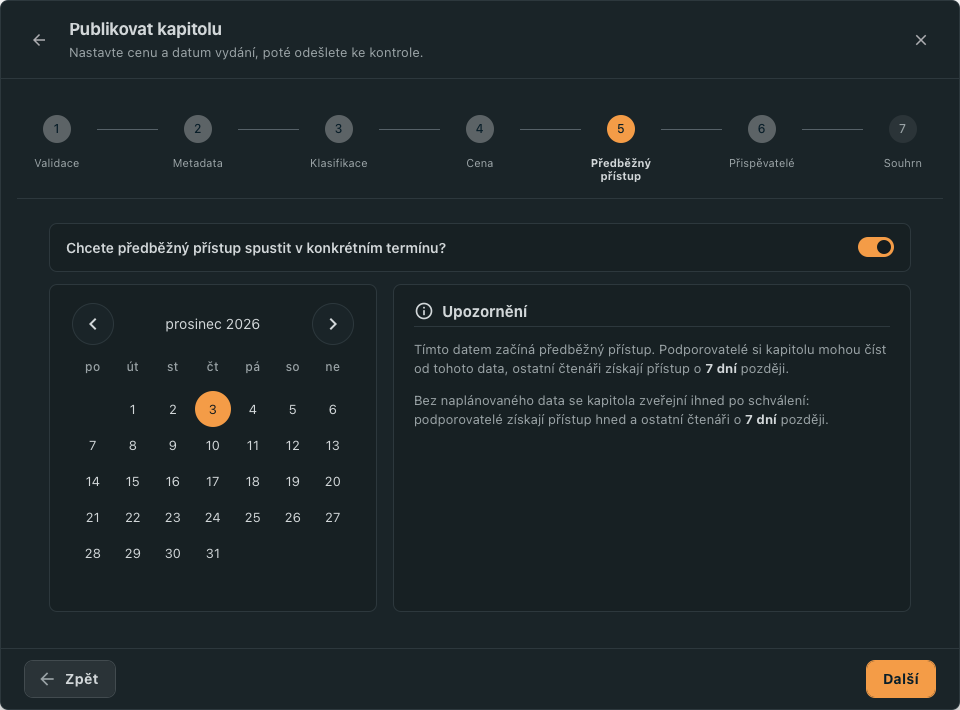 Publikovat kapitolu
Nastavte cenu a datum vydání, poté odešlete ke kontrole.
1 2 3 4 5 6 7
Validace Metadata Klasifikace Cena Předběžný přístup Přispěvatelé Souhrn
Chcete předběžný přístup spustit v konkrétním termínu?
prosinec 2026
po út st čt pá so ne
1 2 3 4 5 6
7 8 9 10 11 12 13
14 15 16 17 18 19 20
21 22 23 24 25 26 27
28 29 30 31
Upozornění
Tímto datem začíná předběžný přístup. Podporovatelé si kapitolu mohou číst
od tohoto data, ostatní čtenáři získají přístup o 7 dní později.
Bez naplánovaného data se kapitola zveřejní ihned po schválení:
podporovatelé získají přístup hned a ostatní čtenáři o 7 dní později.
Zpět
Další